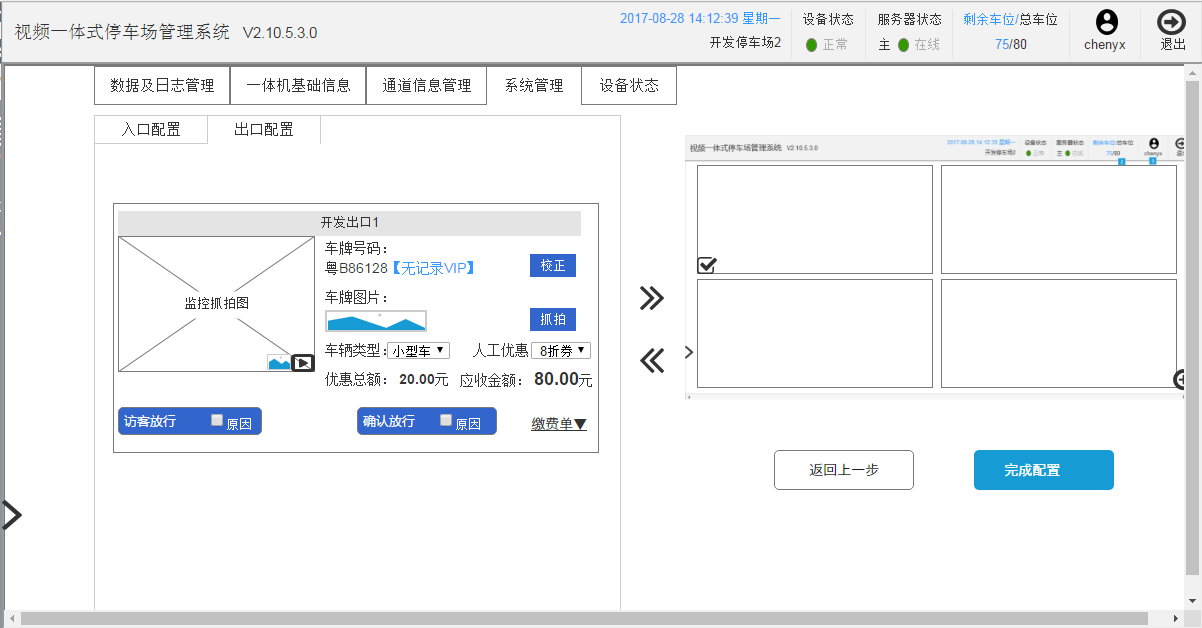 视频一体式停车场管理系统 V2.10.5.3.0
2017-08-28 14:12:39 星期一
开发停车场2
设备状态
正常
服务器状态
主 在线
剩余车位/总车位
75/80
chenyx
退出
数据及日志管理 一体机基础信息 通道信息管理 系统管理 设备状态
入口配置 出口配置
开发出口1
监控抓拍图
车牌号码：
粤B86128【无记录VIP】
校正
车牌图片：
抓拍
车辆类型： 小型车▼ 人工优惠 8折券▼
优惠总额： 20.00元 应收金额： 80.00元
访客放行 原因 确认放行 原因 缴费单▼
视频一体式停车场管理系统 V2.10.5.3.0
2017-08-28 14:12:39 星期一
开发停车场2
设备状态
正常
服务器状态
主 在线
剩余车位/总车位
75/80
chenyx
返回上一步 完成配置